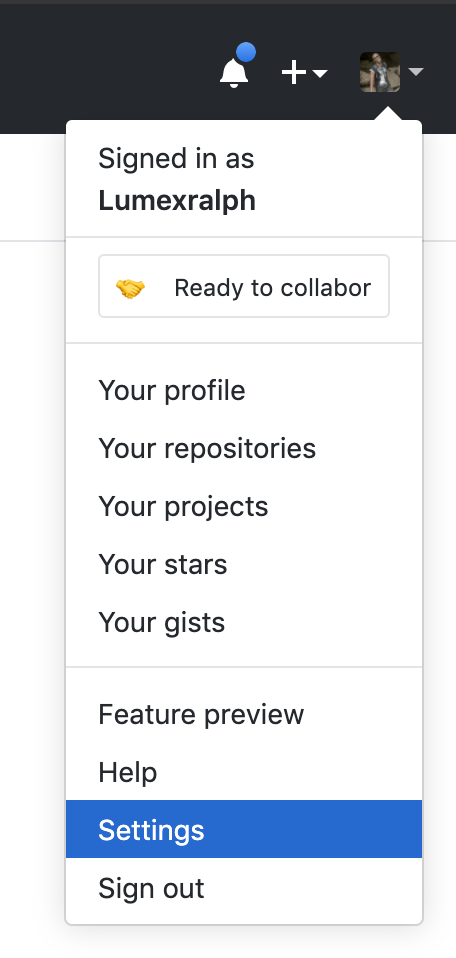 Signed in as
Lumexralph
Ready to collabor
Your profile
Your repositories
Your projects
Your stars
Your gists
Feature preview
Help
Settings
Sign out